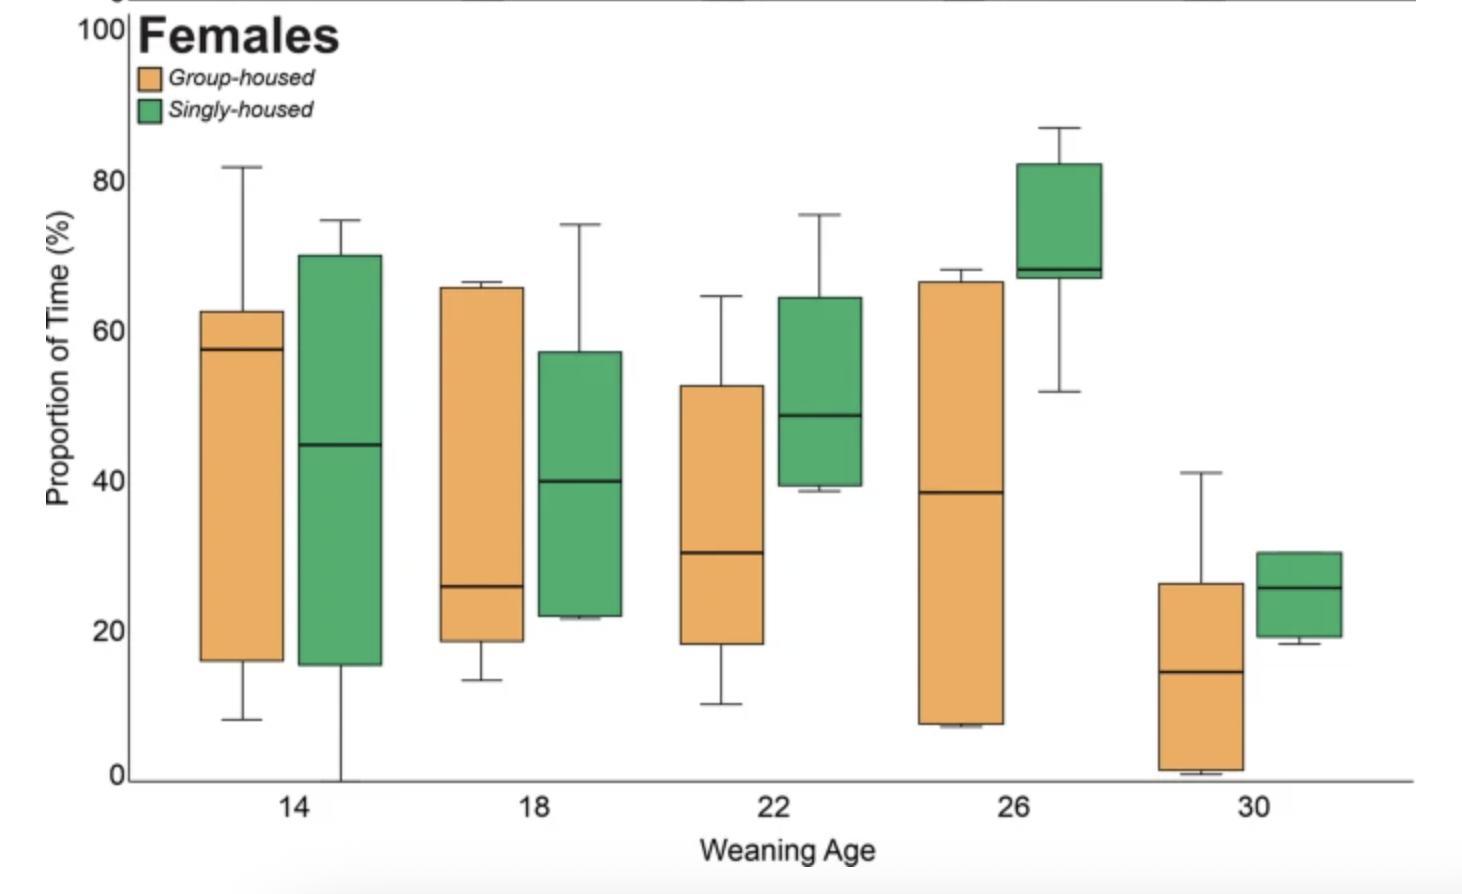 100
Females
Group-housed
Singly-housed
80
60
40
20
0
Proportion of Time (%)
14 18 22 26 30
Weaning Age